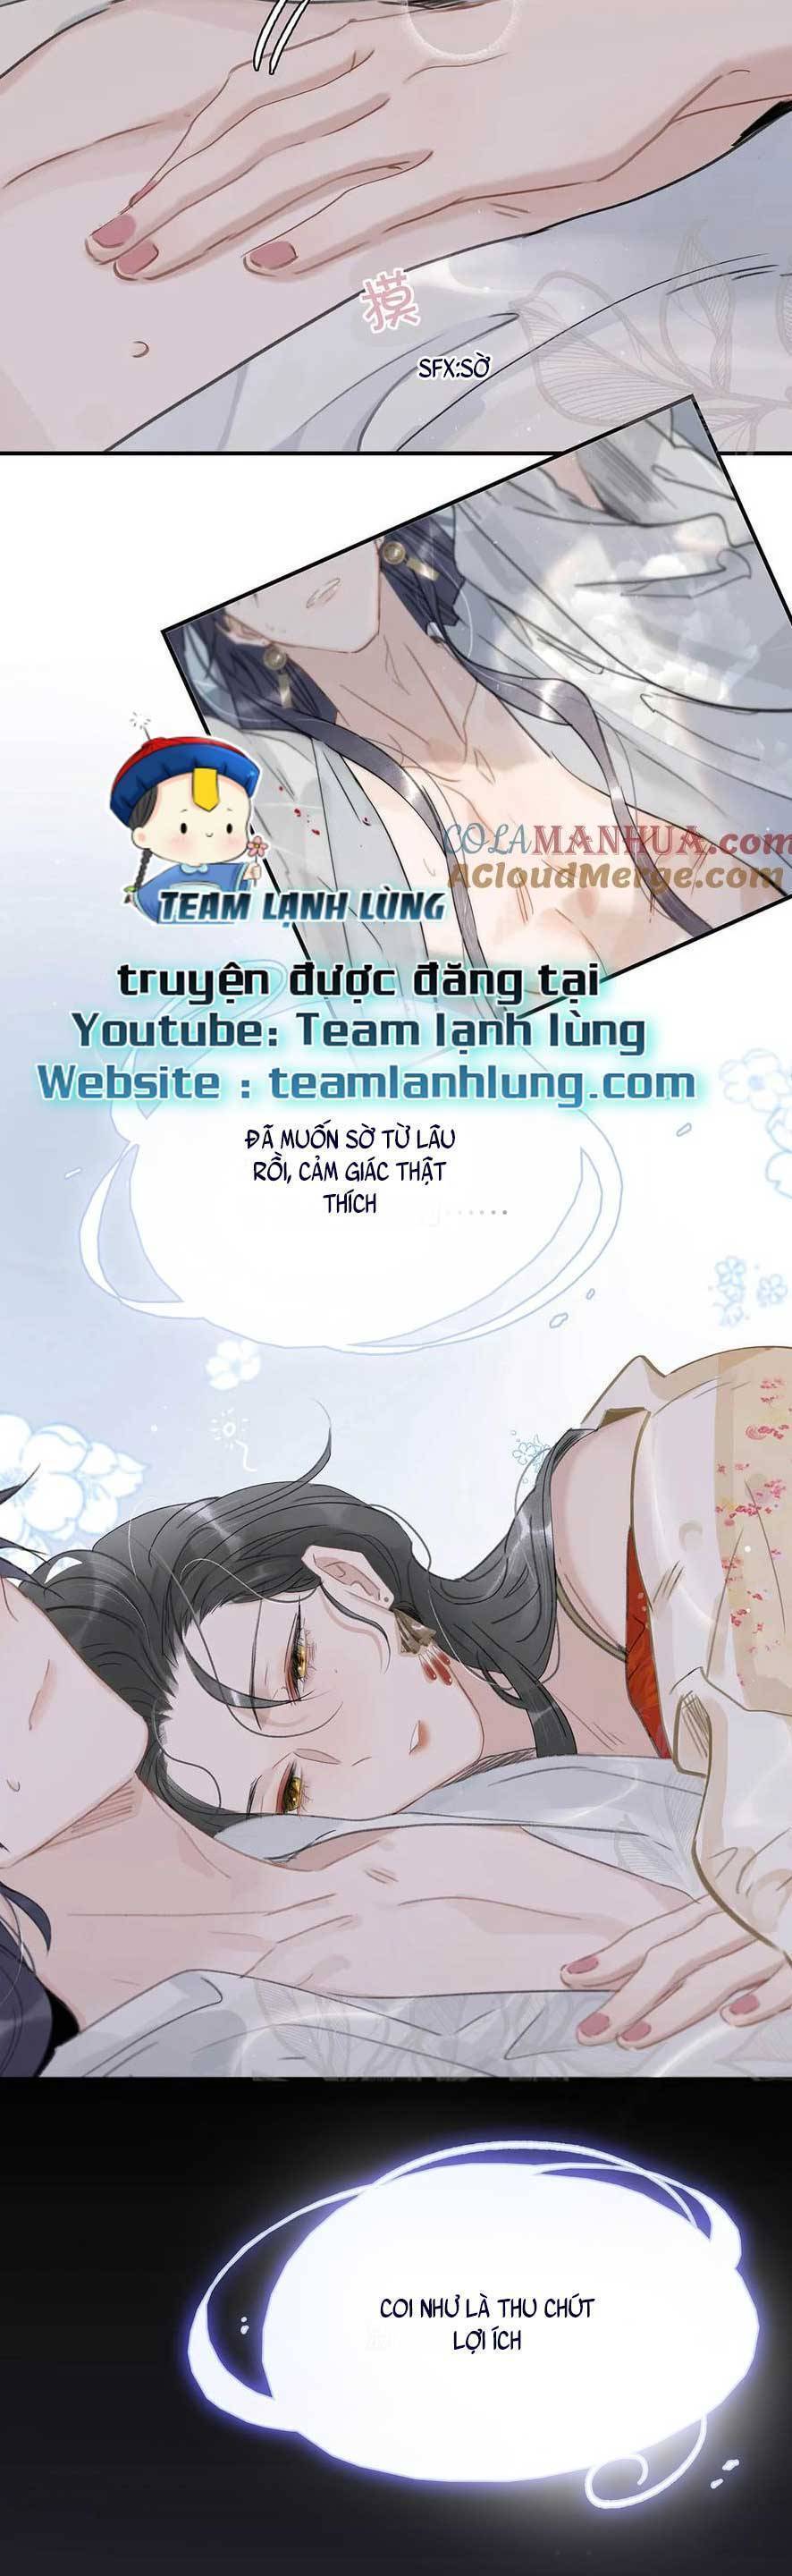 摸
SFX:SỜ
COLAMANHUA.com
ACloudMerge.com
TEAM LẠNH LÙNG
truyện được đăng tại
Youtube: Team lạnh lùng
Website : teamlanhlung.com
ĐÃ MUỐN SỜ TỪ LÂU
RỒI, CẢM GIÁC THẬT
THÍCH
......
COI NHƯ LÀ THU CHÚT
LỢI ÍCH